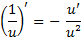 (1/u)′ = − u′/u²